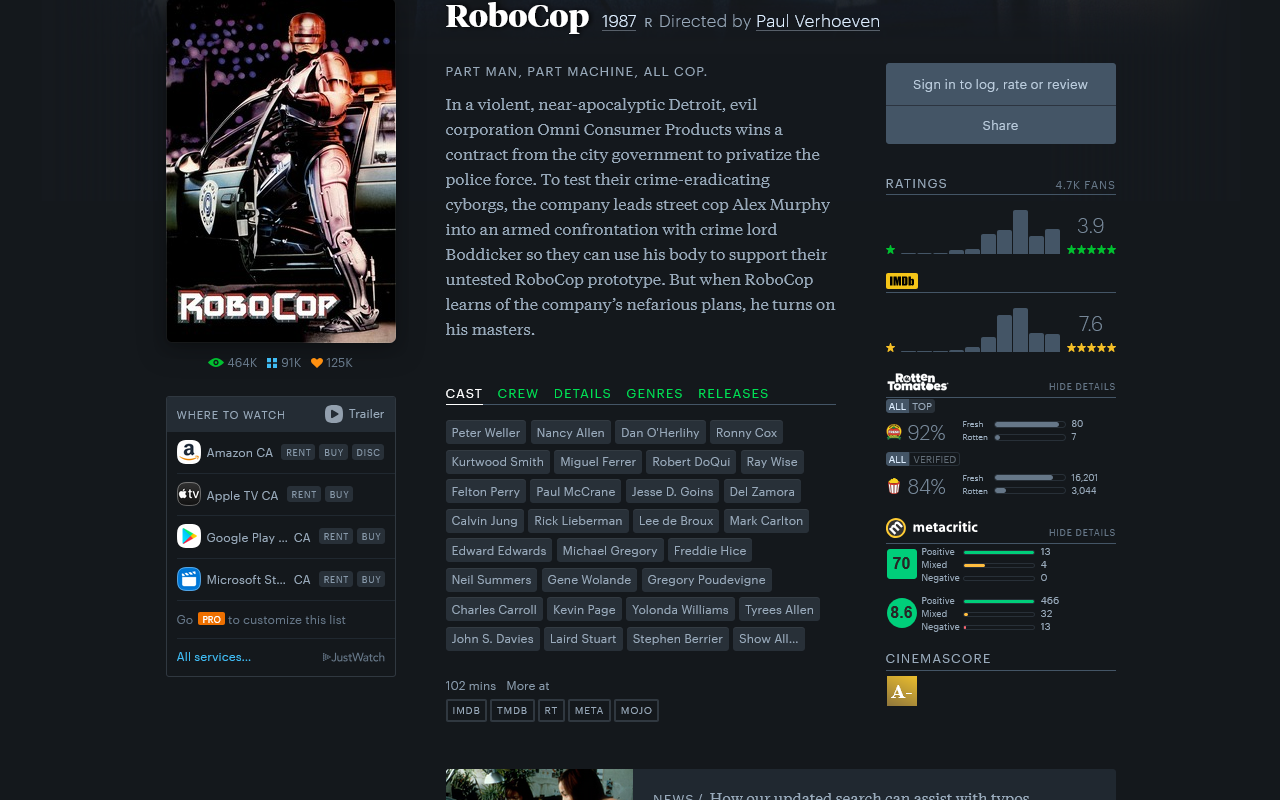 RoboCop 1987 R Directed by Paul Verhoeven
ROBOCOP
464K 91K 125K
WHERE TO WATCH Trailer
Amazon CA RENT BUY DISC
Apple TV CA RENT BUY
Google Play … CA RENT BUY
Microsoft St… CA RENT BUY
Go PRO to customize this list
All services… JustWatch
PART MAN, PART MACHINE, ALL COP.
In a violent, near-apocalyptic Detroit, evil
corporation Omni Consumer Products wins a
contract from the city government to privatize the
police force. To test their crime-eradicating
cyborgs, the company leads street cop Alex Murphy
into an armed confrontation with crime lord
Boddicker so they can use his body to support their
untested RoboCop prototype. But when RoboCop
learns of the company’s nefarious plans, he turns on
his masters.
CAST CREW DETAILS GENRES RELEASES
Peter Weller Nancy Allen Dan O'Herlihy Ronny Cox
Kurtwood Smith Miguel Ferrer Robert DoQui Ray Wise
Felton Perry Paul McCrane Jesse D. Goins Del Zamora
Calvin Jung Rick Lieberman Lee de Broux Mark Carlton
Edward Edwards Michael Gregory Freddie Hice
Neil Summers Gene Wolande Gregory Poudevigne
Charles Carroll Kevin Page Yolonda Williams Tyrees Allen
John S. Davies Laird Stuart Stephen Berrier Show All…
102 mins More at
IMDB TMDB RT META MOJO
NEWS / How our updated search can assist with typos
Sign in to log, rate or review
Share
RATINGS 4.7K FANS
3.9
IMDb
7.6
Rotten Tomatoes HIDE DETAILS
ALL TOP
92% Fresh 80
Rotten 7
ALL VERIFIED
84% Fresh 16,201
Rotten 3,044
metacritic HIDE DETAILS
70 Positive 13
Mixed 4
Negative 0
8.6 Positive 466
Mixed 32
Negative 13
CINEMASCORE
A-